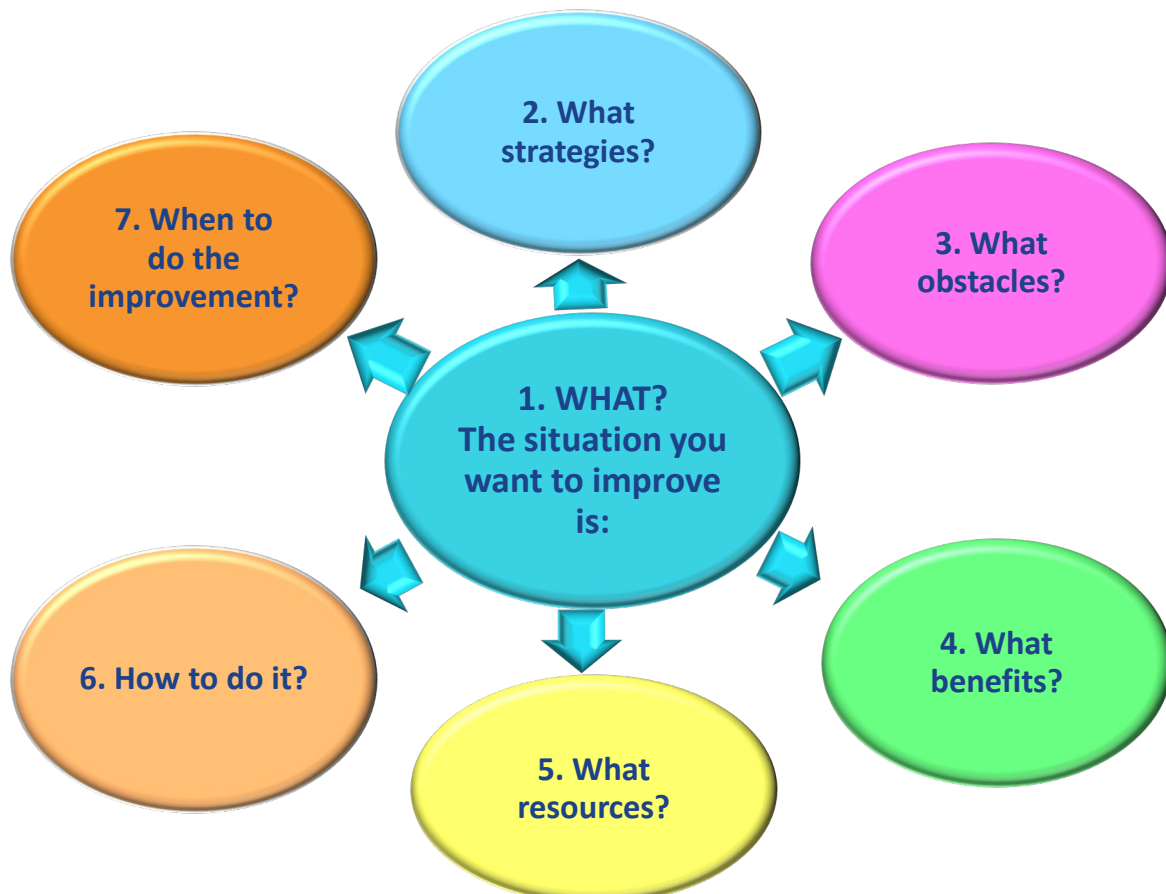 1. WHAT?
The situation you
want to improve
is:
2. What
strategies?
3. What
obstacles?
4. What
benefits?
5. What
resources?
6. How to do it?
7. When to
do the
improvement?